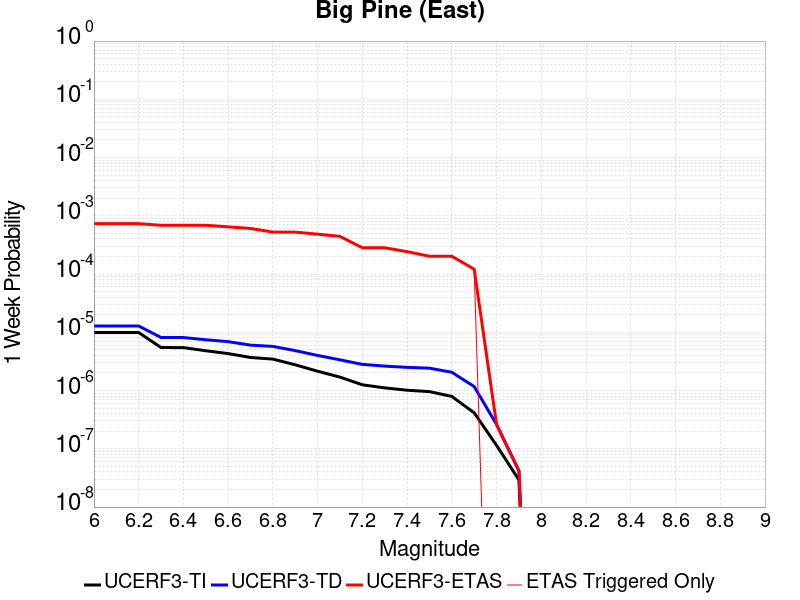 Big Pine (East)
10^0
10^-1
10^-2
10^-3
10^-4
10^-5
10^-6
10^-7
10^-8
1 Week Probability
6 6.2 6.4 6.6 6.8 7 7.2 7.4 7.6 7.8 8 8.2 8.4 8.6 8.8 9
Magnitude
UCERF3-TI UCERF3-TD UCERF3-ETAS ETAS Triggered Only